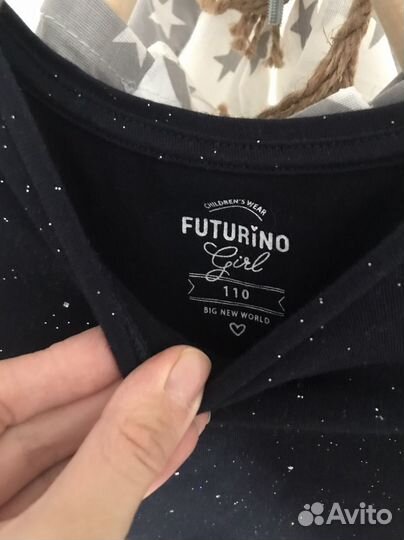 CHILDREN'S WEAR
FUTURiNO
Girl
110
BIG NEW WORLD
Avito